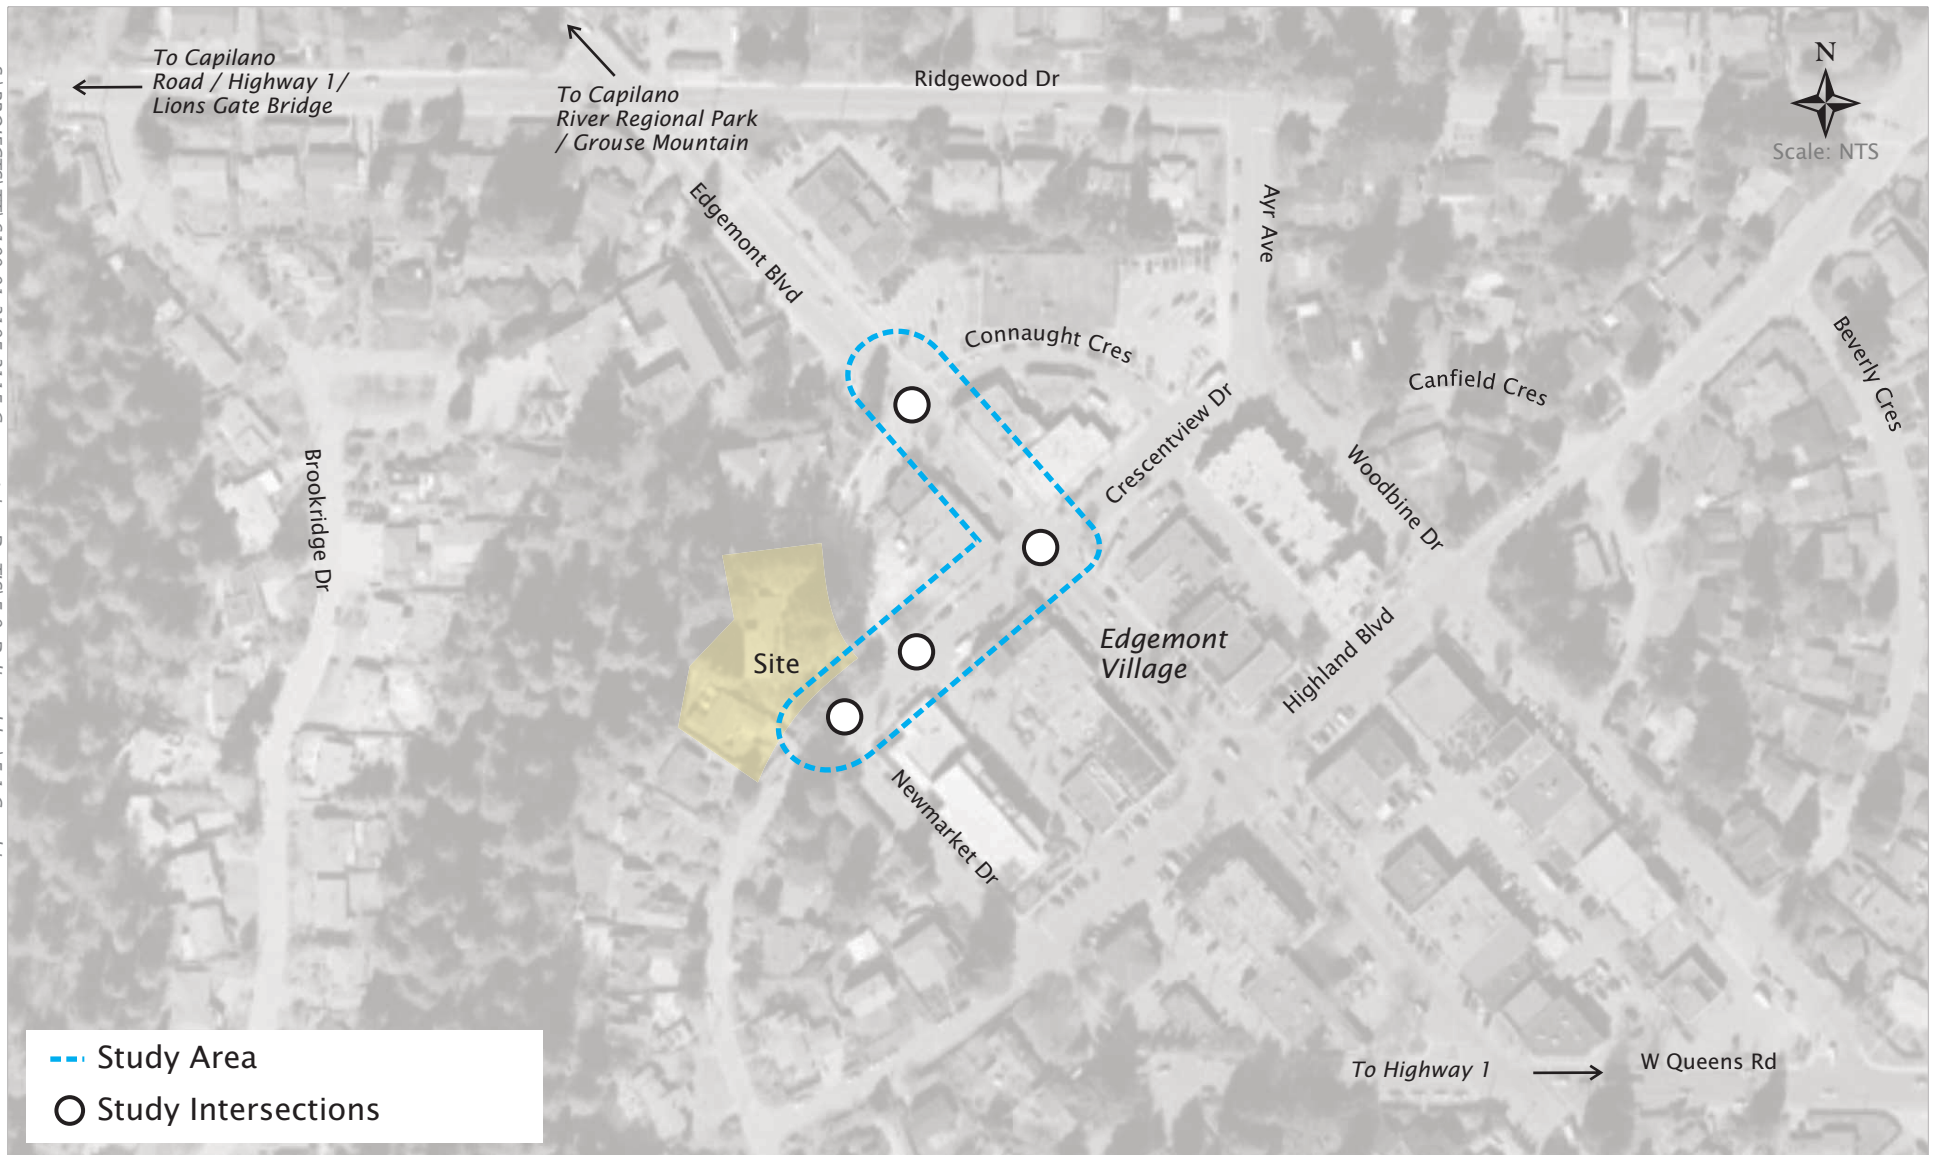 To Capilano
Road / Highway 1/
Lions Gate Bridge
To Capilano
River Regional Park
/ Grouse Mountain
Ridgewood Dr
N
Scale: NTS
Edgemont Blvd
Ayr Ave
Connaught Cres
Canfield Cres
Beverly Cres
Crescentview Dr
Woodbine Dr
Brookridge Dr
Site
Edgemont
Village
Highland Blvd
Newmarket Dr
To Highway 1
W Queens Rd
Study Area
Study Intersections